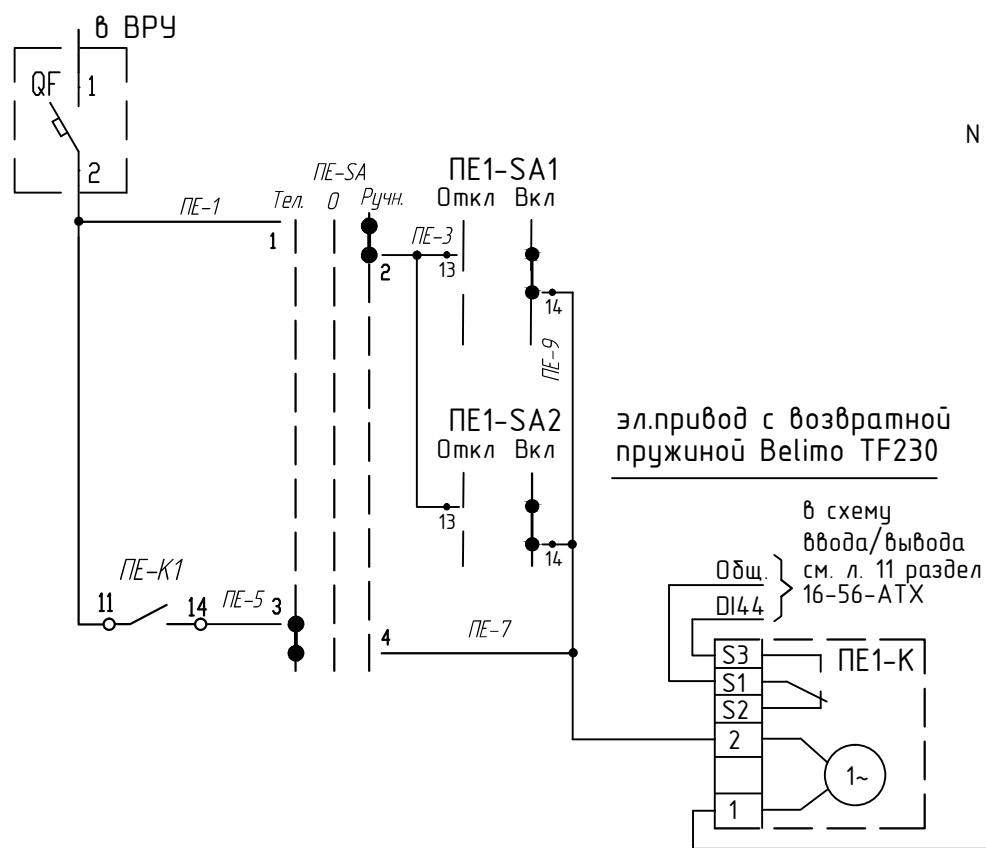 в ВРУ
QF
1
2
N
ПЕ-SA
Тел. 0 Ручн.
ПЕ-1
1
2
ПЕ1-SA1
Откл Вкл
ПЕ-3
13
14
ПЕ-9
ПЕ1-SA2
Откл Вкл
13
14
эл.привод с возвратной
пружиной Belimo TF230
в схему
ввода/вывода
см. л. 11 раздел
16-56-АТХ
Общ.
DI44
ПЕ-К1
11
14
ПЕ-5
3
4
ПЕ-7
S3
S1
S2
2
1
ПЕ1-К
1~